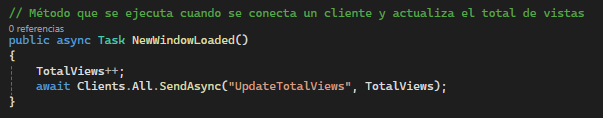 // Método que se ejecuta cuando se conecta un cliente y actualiza el total de vistas
0 referencias
public async Task NewWindowLoaded()
{
    TotalViews++;
    await Clients.All.SendAsync("UpdateTotalViews", TotalViews);
}